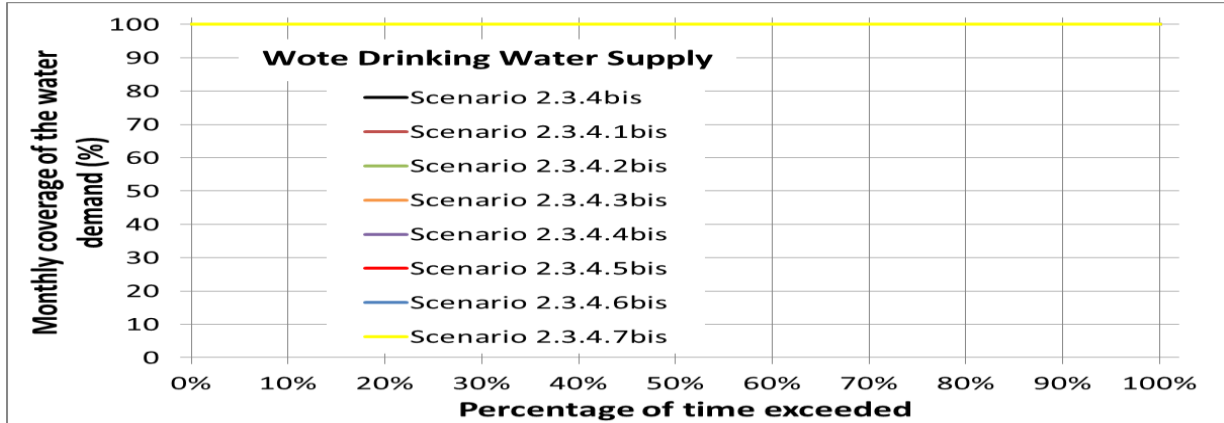 Monthly coverage of the water
demand (%)
100
90
80
70
60
50
40
30
20
10
0
Wote Drinking Water Supply
Scenario 2.3.4bis
Scenario 2.3.4.1bis
Scenario 2.3.4.2bis
Scenario 2.3.4.3bis
Scenario 2.3.4.4bis
Scenario 2.3.4.5bis
Scenario 2.3.4.6bis
Scenario 2.3.4.7bis
0% 10% 20% 30% 40% 50% 60% 70% 80% 90% 100%
Percentage of time exceeded